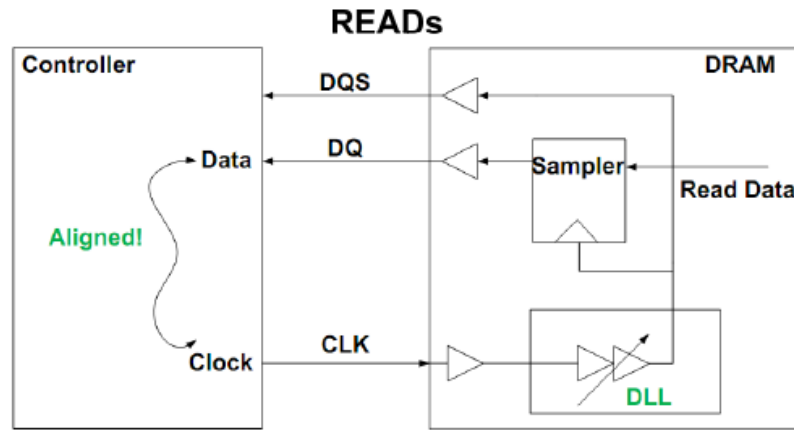 READs
Controller
DRAM
DQS
DQ
Data
Sampler
Read Data
Aligned!
CLK
Clock
DLL